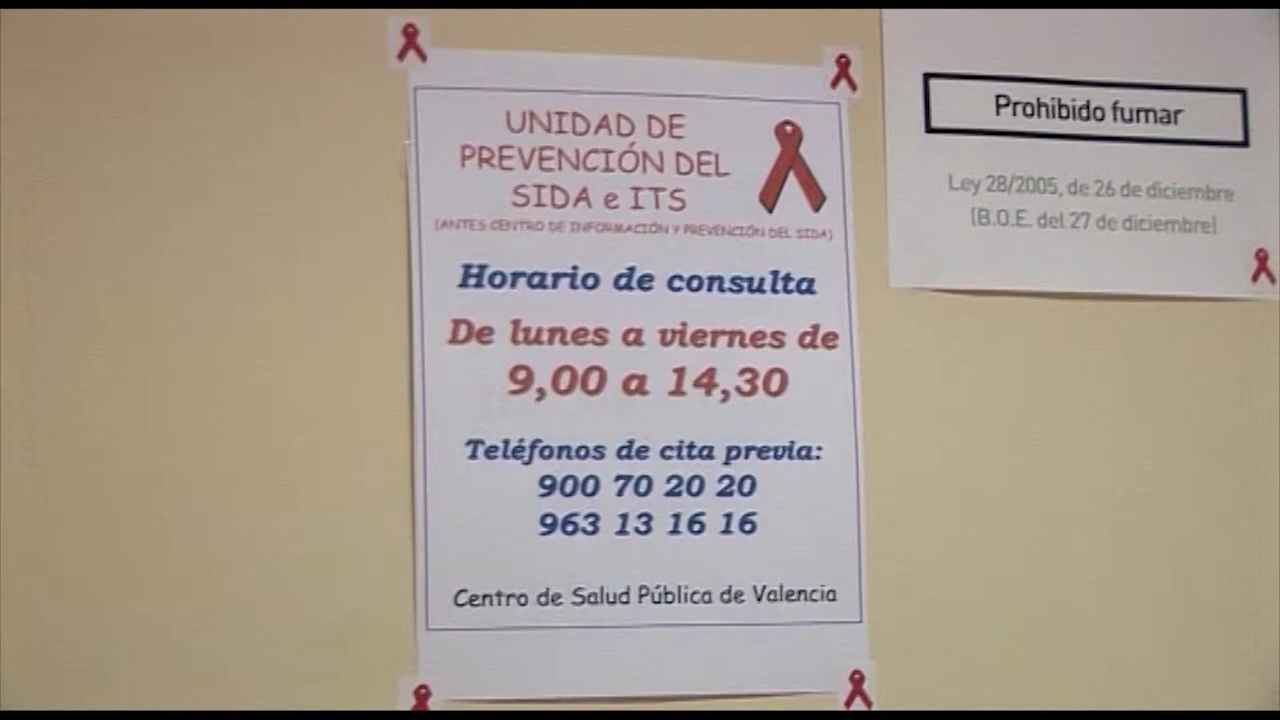 UNIDAD DE
PREVENCIÓN DEL
SIDA e ITS
(ANTES CENTRO DE INFORMACIÓN Y PREVENCIÓN DEL SIDA)
Horario de consulta
De lunes a viernes de
9,00 a 14,30
Teléfonos de cita previa:
900 70 20 20
963 13 16 16
Centro de Salud Pública de Valencia
Prohibido fumar
Ley 28/2005, de 26 de diciembre
(B.O.E. del 27 de diciembre)